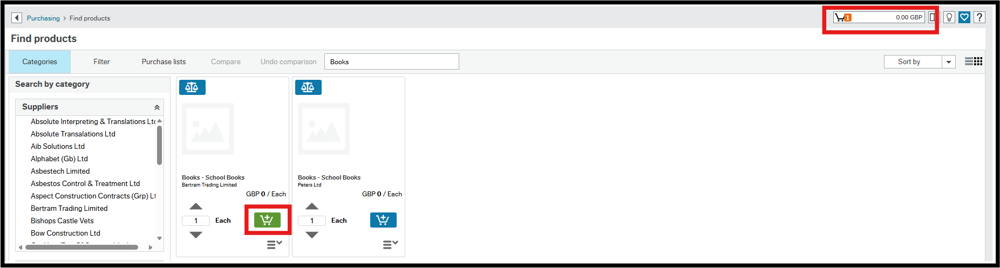 Purchasing > Find products
1 0.00 GBP ?
Find products
Categories Filter Purchase lists Compare Undo comparison Books Sort by
Search by category
Suppliers
Absolute Interpreting & Translations Ltd
Absolute Transalations Ltd
Aib Solutions Ltd
Alphabet (Gb) Ltd
Asbestech Limited
Asbestos Control & Treatment Ltd
Aspect Construction Contracts (Grp) Lt
Bertram Trading Limited
Bishops Castle Vets
Bow Construction Ltd
Books - School Books
Bertram Trading Limited
GBP 0 / Each
1 Each
Books - School Books
Peters Ltd
GBP 0 / Each
1 Each